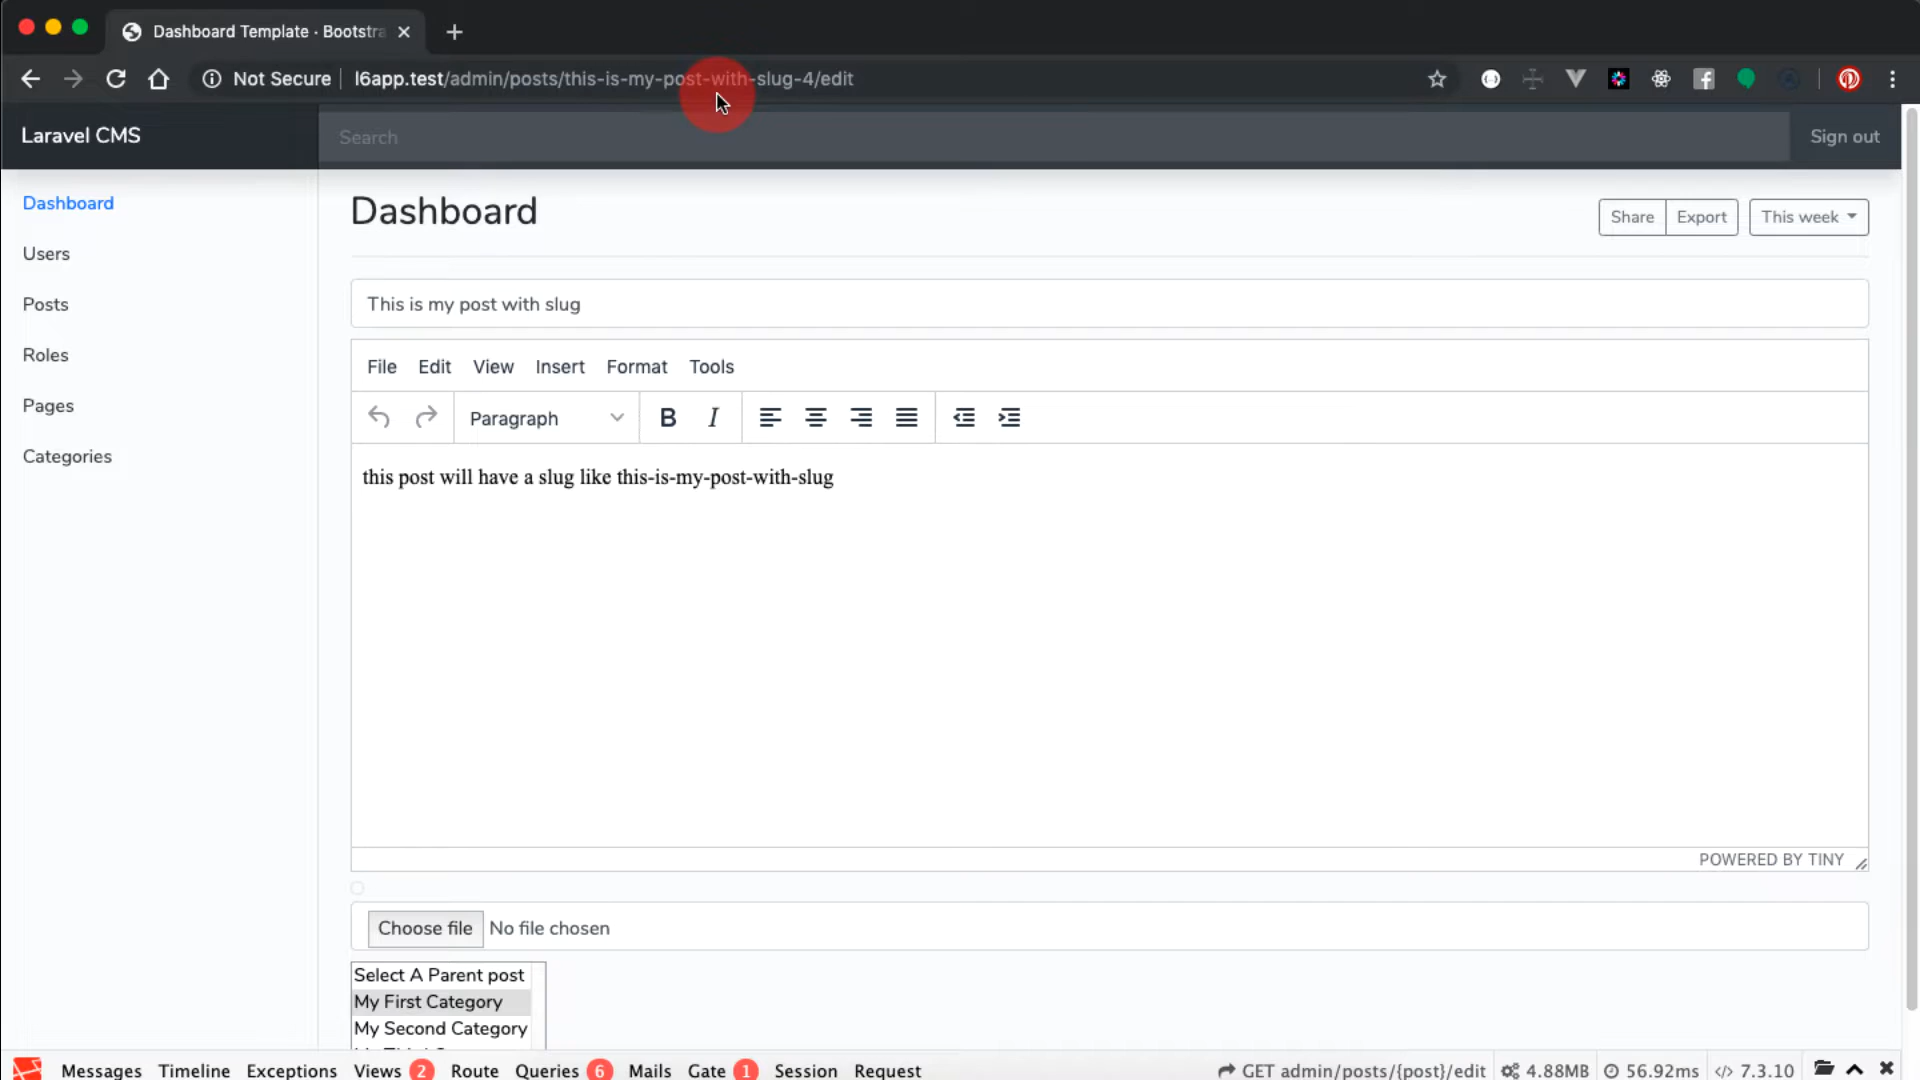 Dashboard Template · Bootstra
Not Secure l6app.test/admin/posts/this-is-my-post-with-slug-4/edit
Laravel CMS Search Sign out
Dashboard
Users
Posts
Roles
Pages
Categories
Dashboard
Share Export This week
This is my post with slug
File Edit View Insert Format Tools
Paragraph B I
this post will have a slug like this-is-my-post-with-slug
POWERED BY TINY
Choose file No file chosen
Select A Parent post
My First Category
My Second Category
Messages Timeline Exceptions Views 2 Route Queries 6 Mails Gate 1 Session Request GET admin/posts/{post}/edit 4.88MB 56.92ms 7.3.10